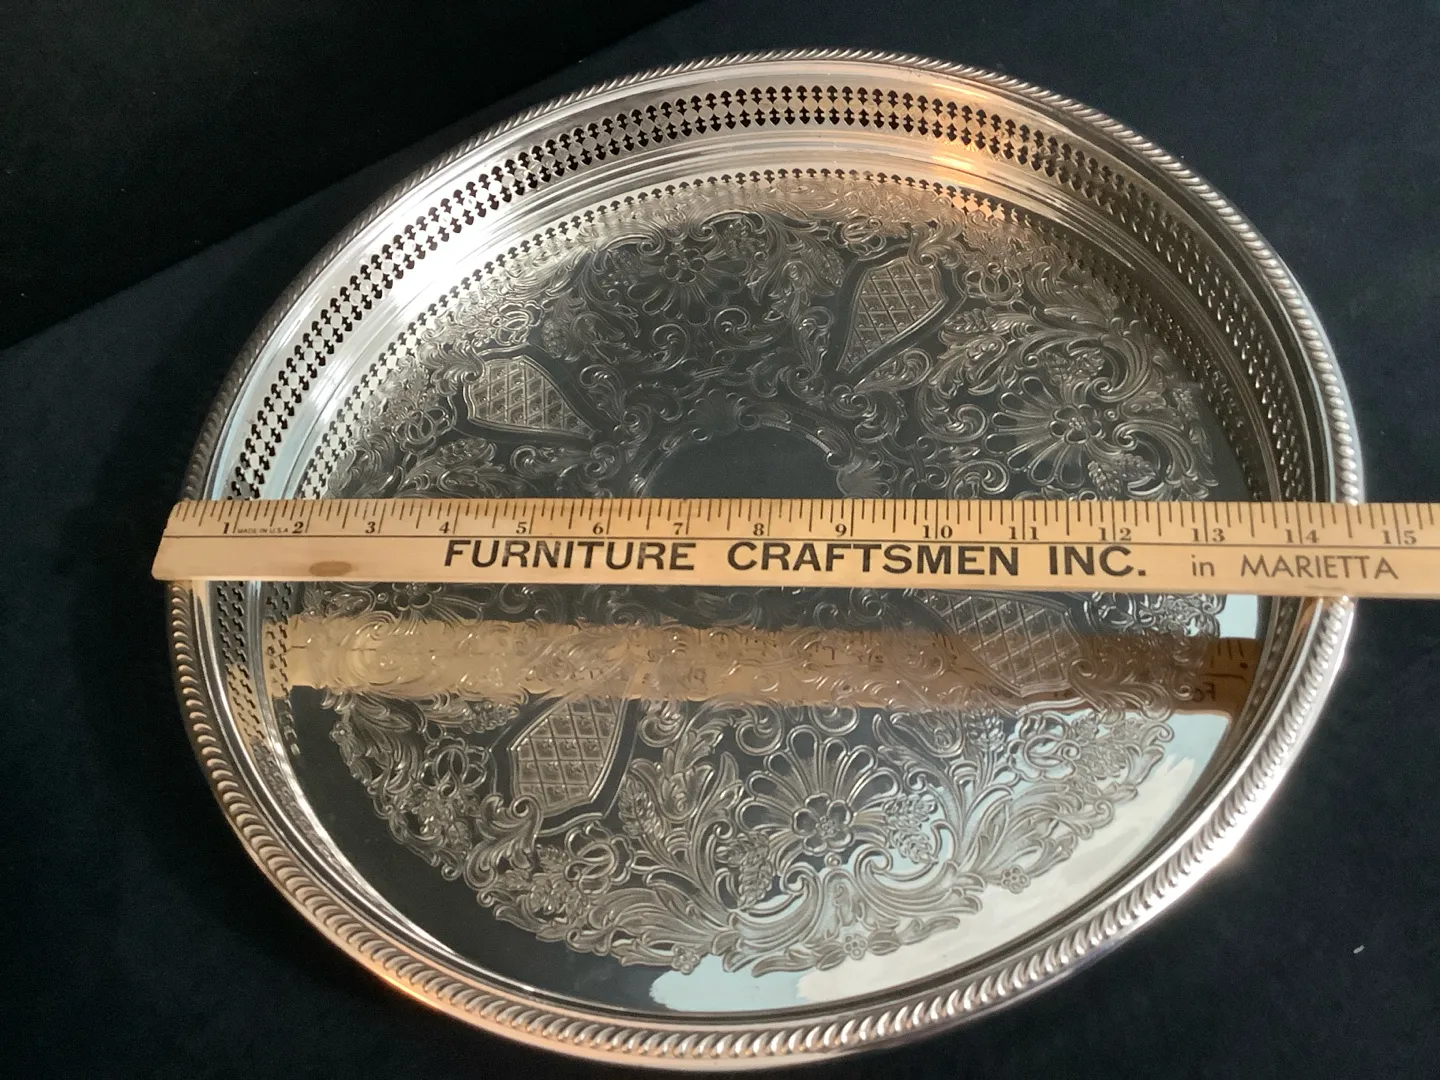 1 MADE IN U.S.A. 2 3 4 5 6 7 8 9 10 11 12 13 14 15
FURNITURE CRAFTSMEN INC. in MARIETTA